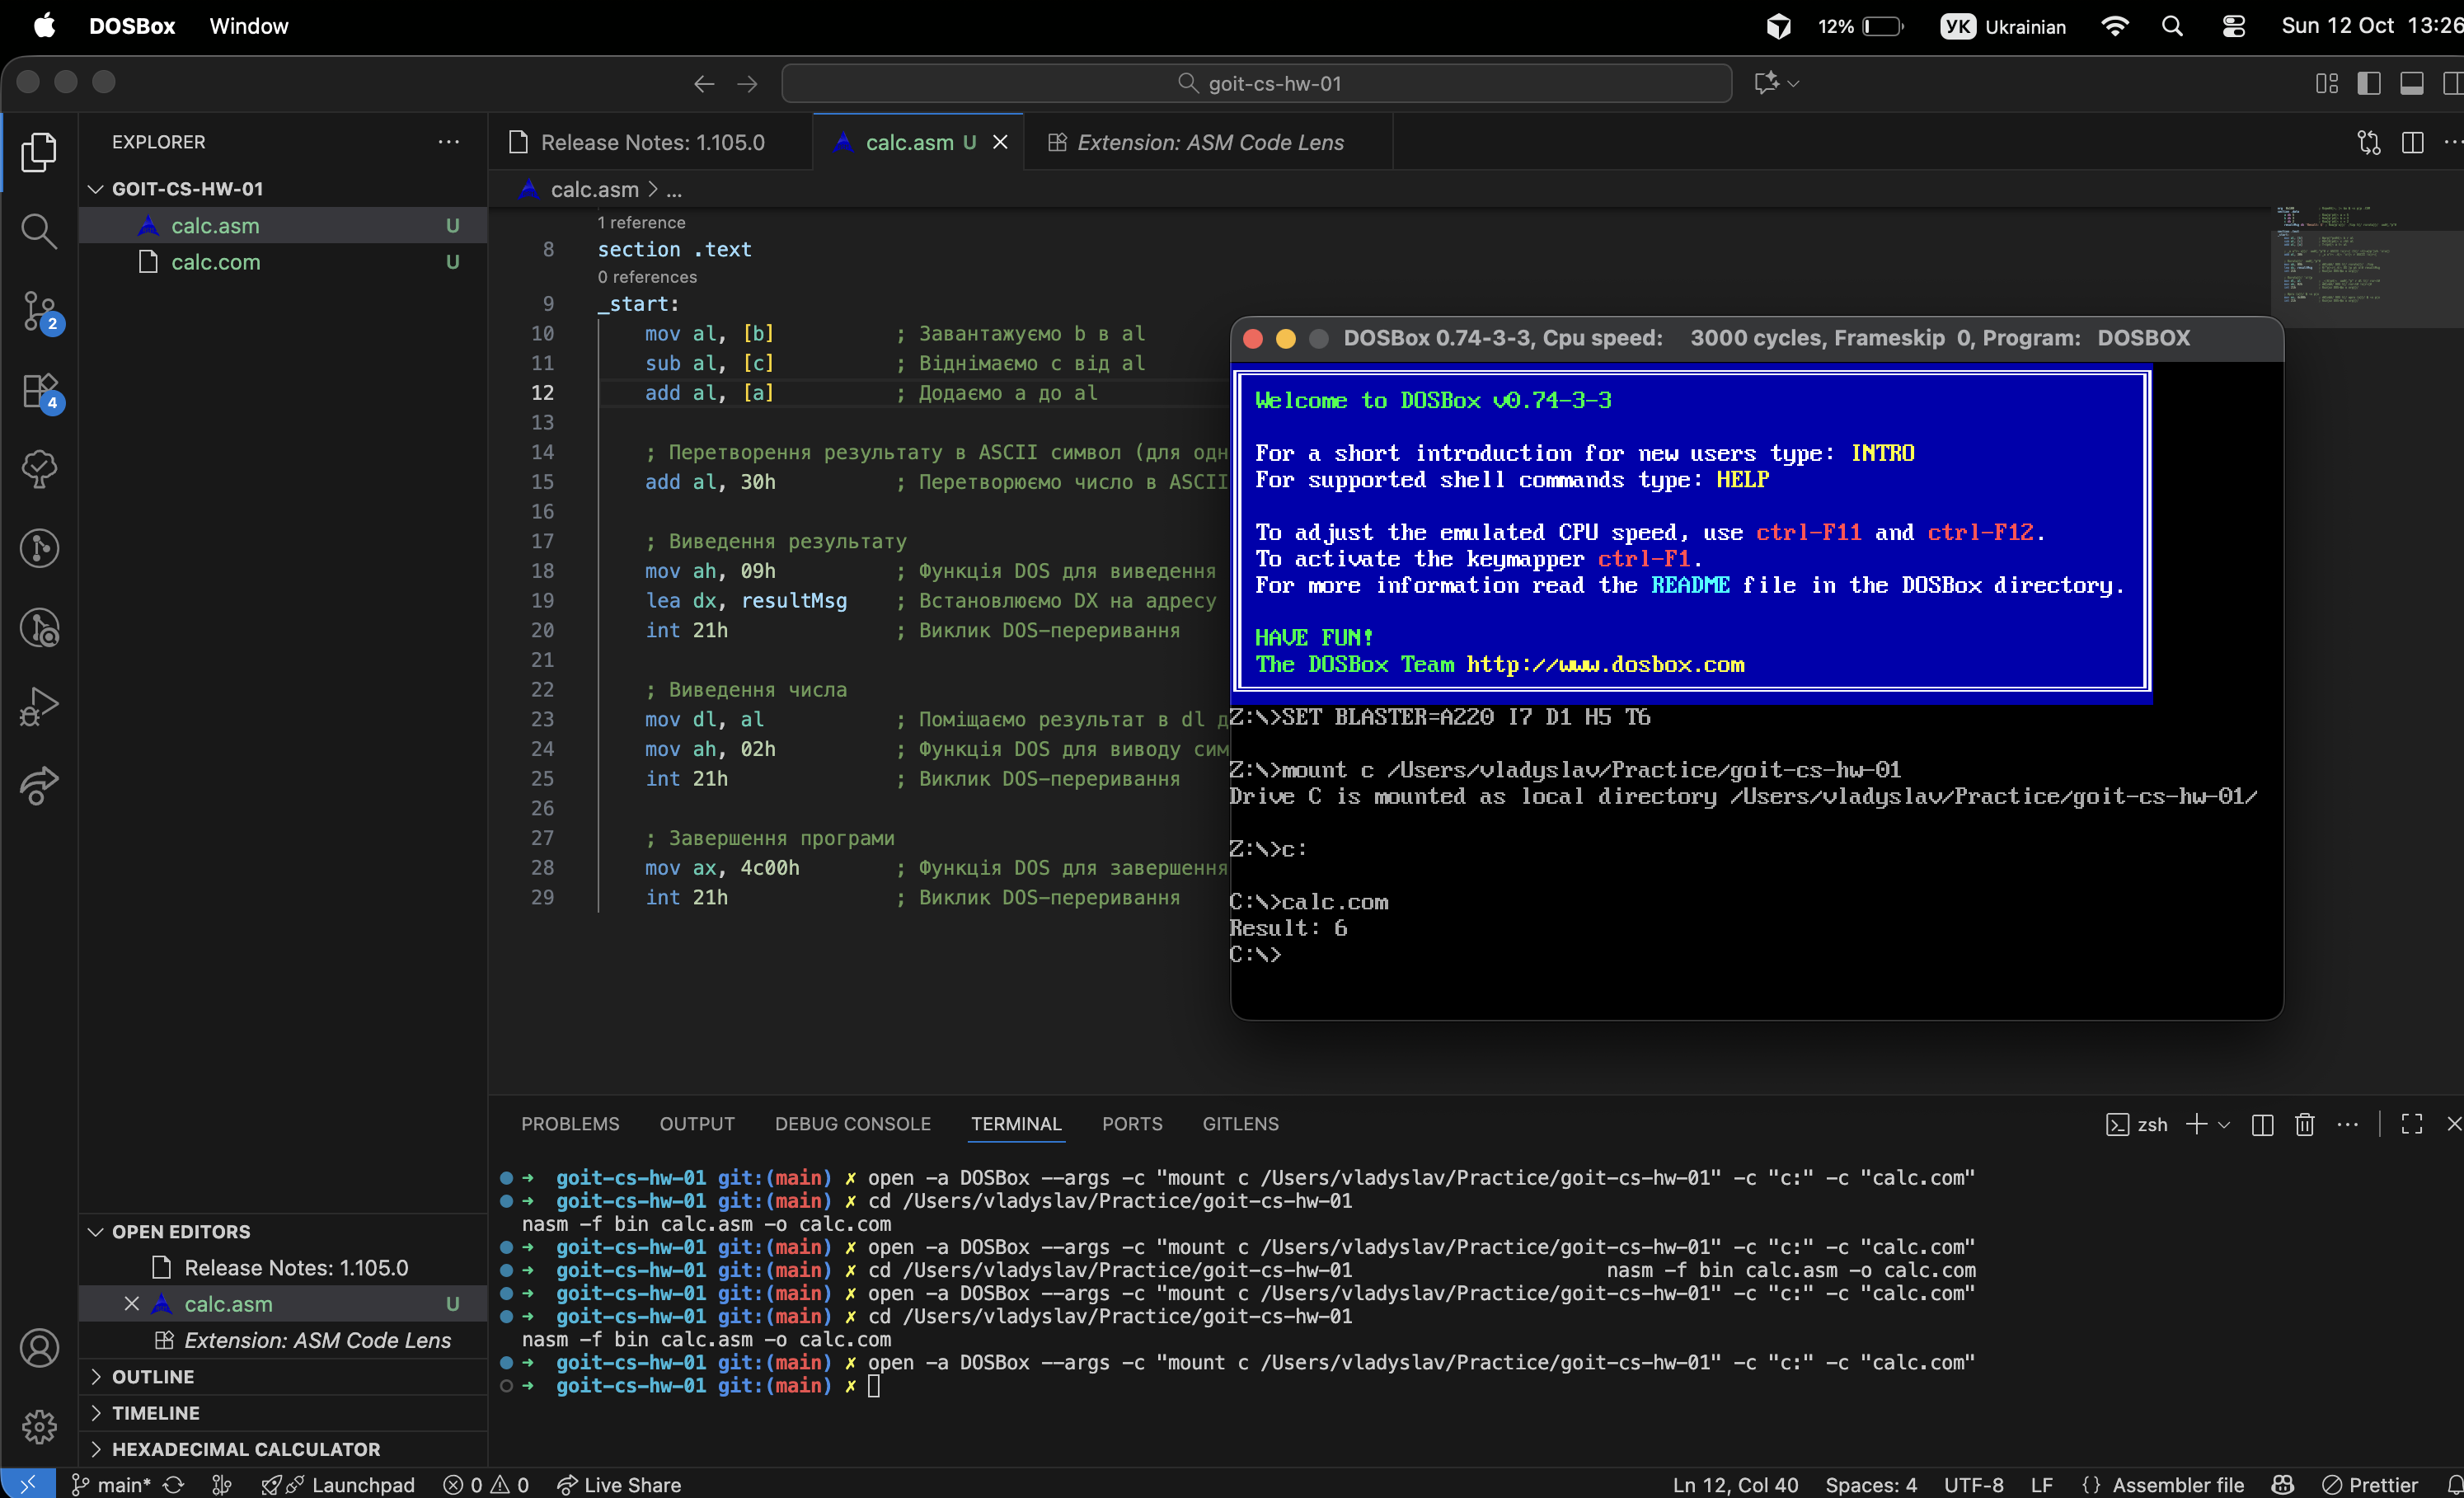 DOSBox Window 12% УК Ukrainian Sun 12 Oct 13:26
goit-cs-hw-01
EXPLORER
GOIT-CS-HW-01
calc.asm U
calc.com U
Release Notes: 1.105.0 calc.asm U Extension: ASM Code Lens
calc.asm > ...
1 reference
8 section .text
0 references
9 _start:
10 mov al, [b] ; Завантажуємо b в al
11 sub al, [c] ; Віднімаємо c від al
12 add al, [a] ; Додаємо a до al
13
14 ; Перетворення результату в ASCII символ (для одн
15 add al, 30h ; Перетворюємо число в ASCII
16
17 ; Виведення результату
18 mov ah, 09h ; Функція DOS для виведення
19 lea dx, resultMsg ; Встановлюємо DX на адресу
20 int 21h ; Виклик DOS-переривання
21
22 ; Виведення числа
23 mov dl, al ; Поміщаємо результат в dl д
24 mov ah, 02h ; Функція DOS для виводу сим
25 int 21h ; Виклик DOS-переривання
26
27 ; Завершення програми
28 mov ax, 4c00h ; Функція DOS для завершення
29 int 21h ; Виклик DOS-переривання
DOSBox 0.74-3-3, Cpu speed: 3000 cycles, Frameskip 0, Program: DOSBOX
Welcome to DOSBox v0.74-3-3
For a short introduction for new users type: INTRO
For supported shell commands type: HELP
To adjust the emulated CPU speed, use ctrl-F11 and ctrl-F12.
To activate the keymapper ctrl-F1.
For more information read the README file in the DOSBox directory.
HAVE FUN!
The DOSBox Team http://www.dosbox.com
Z:\>SET BLASTER=A220 I7 D1 H5 T6
Z:\>mount c /Users/vladyslav/Practice/goit-cs-hw-01
Drive C is mounted as local directory /Users/vladyslav/Practice/goit-cs-hw-01/
Z:\>c:
C:\>calc.com
Result: 6
C:\>
2
4
PROBLEMS OUTPUT DEBUG CONSOLE TERMINAL PORTS GITLENS zsh
➜ goit-cs-hw-01 git:(main) ✗ open -a DOSBox --args -c "mount c /Users/vladyslav/Practice/goit-cs-hw-01" -c "c:" -c "calc.com"
➜ goit-cs-hw-01 git:(main) ✗ cd /Users/vladyslav/Practice/goit-cs-hw-01
nasm -f bin calc.asm -o calc.com
➜ goit-cs-hw-01 git:(main) ✗ open -a DOSBox --args -c "mount c /Users/vladyslav/Practice/goit-cs-hw-01" -c "c:" -c "calc.com"
➜ goit-cs-hw-01 git:(main) ✗ cd /Users/vladyslav/Practice/goit-cs-hw-01 nasm -f bin calc.asm -o calc.com
➜ goit-cs-hw-01 git:(main) ✗ open -a DOSBox --args -c "mount c /Users/vladyslav/Practice/goit-cs-hw-01" -c "c:" -c "calc.com"
➜ goit-cs-hw-01 git:(main) ✗ cd /Users/vladyslav/Practice/goit-cs-hw-01
nasm -f bin calc.asm -o calc.com
➜ goit-cs-hw-01 git:(main) ✗ open -a DOSBox --args -c "mount c /Users/vladyslav/Practice/goit-cs-hw-01" -c "c:" -c "calc.com"
➜ goit-cs-hw-01 git:(main) ✗
OPEN EDITORS
Release Notes: 1.105.0
calc.asm U
Extension: ASM Code Lens
OUTLINE
TIMELINE
HEXADECIMAL CALCULATOR
main* Launchpad 0 0 Live Share Ln 12, Col 40 Spaces: 4 UTF-8 LF {} Assembler file Prettier